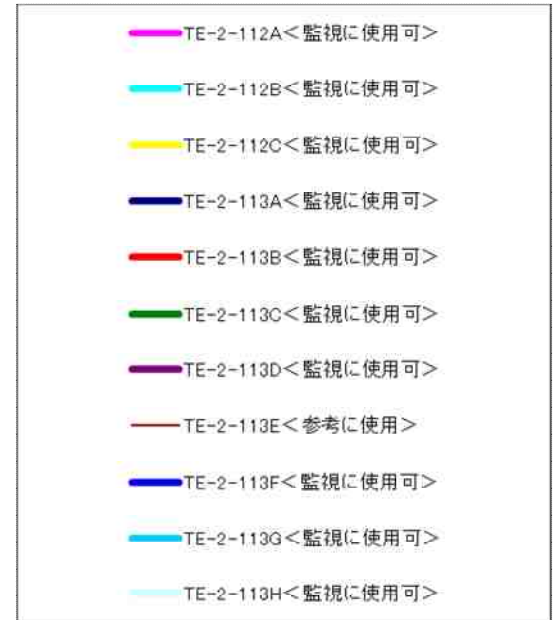 TE-2-112A<監視に使用可>
TE-2-112B<監視に使用可>
TE-2-112C<監視に使用可>
TE-2-113A<監視に使用可>
TE-2-113B<監視に使用可>
TE-2-113C<監視に使用可>
TE-2-113D<監視に使用可>
TE-2-113E<参考に使用>
TE-2-113F<監視に使用可>
TE-2-113G<監視に使用可>
TE-2-113H<監視に使用可>